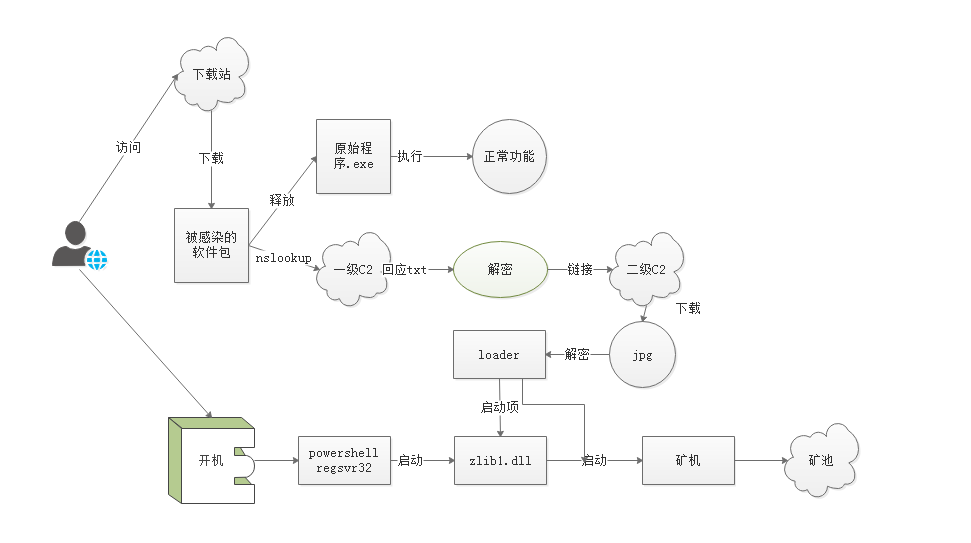 下载站
访问
下载
原始程
序.exe
执行
正常功能
释放
被感染的
软件包
nslookup
一级C2
回应txt
解密
链接
二级C2
下载
loader
解密
jpg
启动项
开机
powershell
regsvr32
启动
zlib1.dll
启动
矿机
矿池